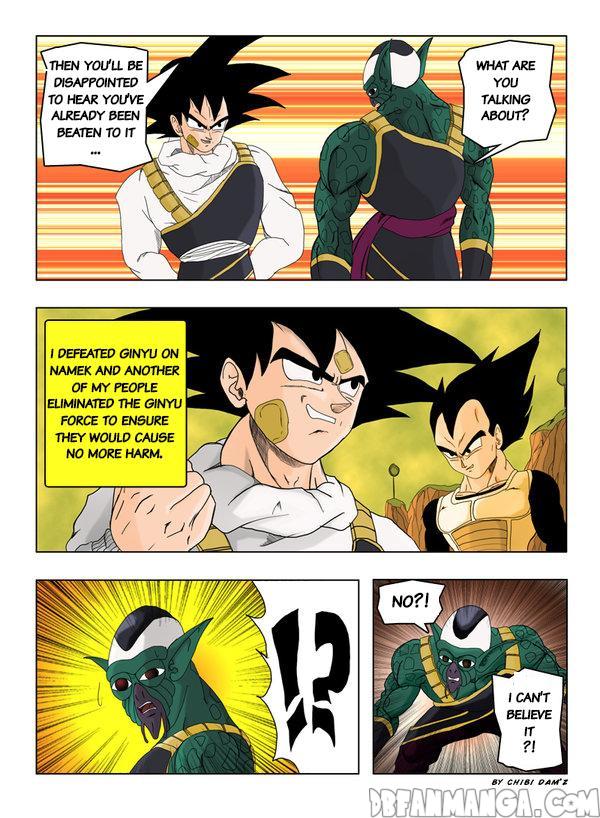 THEN YOU'LL BE
DISAPPOINTED
TO HEAR YOU'VE
ALREADY BEEN
BEATEN TO IT
...
WHAT ARE
YOU
TALKING
ABOUT?
I DEFEATED GINYU ON
NAMEK AND ANOTHER
OF MY PEOPLE
ELIMINATED THE GINYU
FORCE TO ENSURE
THEY WOULD CAUSE
NO MORE HARM.
!?
NO?!
I CAN'T
BELIEVE
IT
?!
BY CHIBI DAM'Z
DBFANMANGA.COM